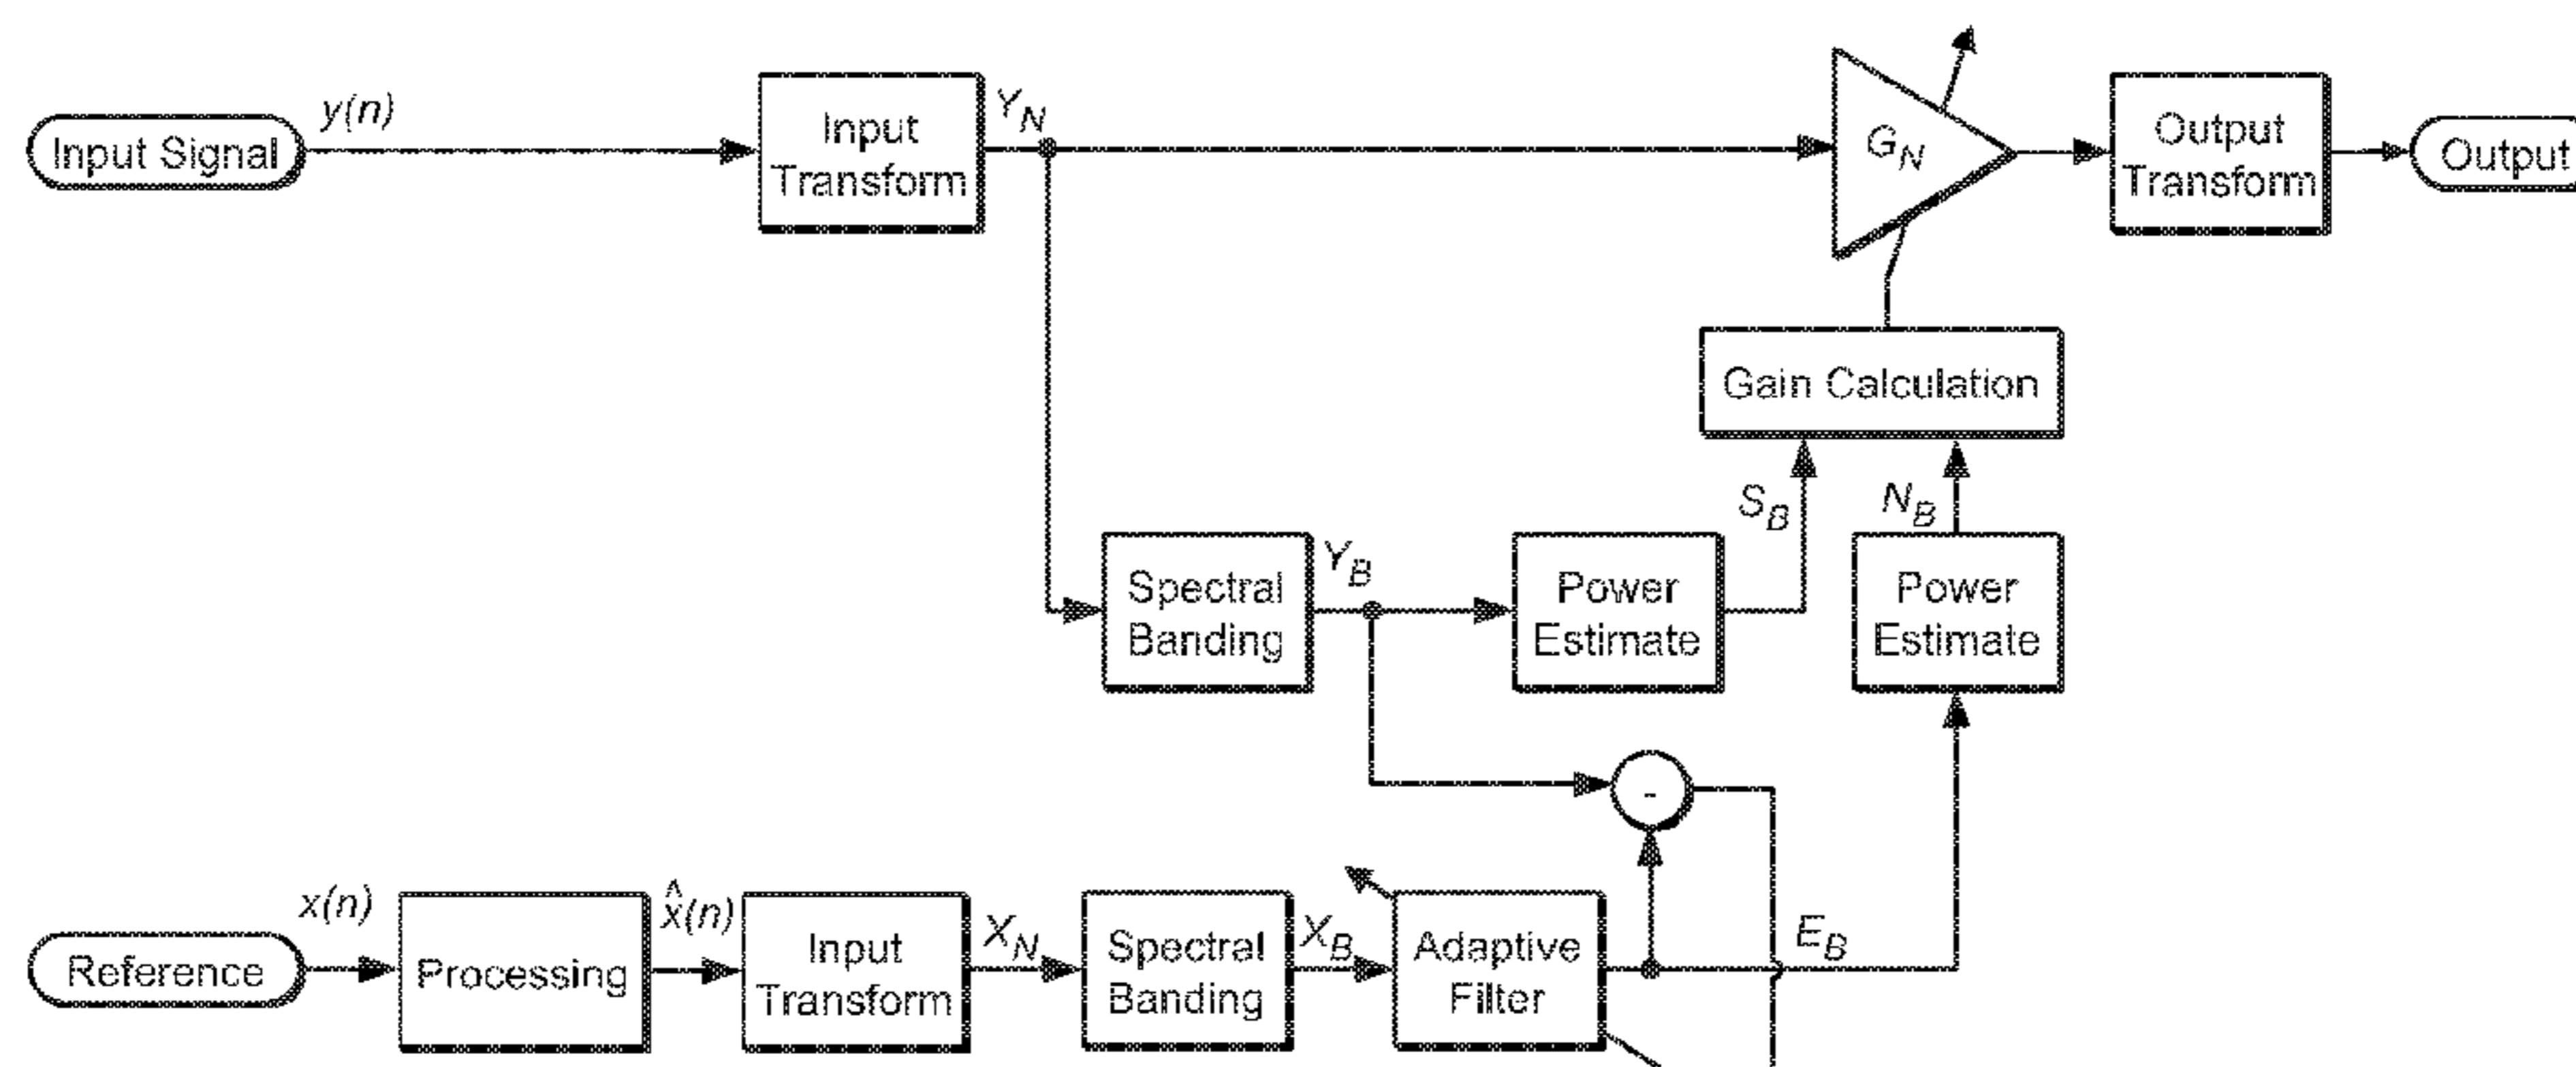 Input Signal
y(n)
Input
Transform
Y_N
G_N
Output
Transform
Output
Gain Calculation
S_B
N_B
Spectral
Banding
Y_B
Power
Estimate
Power
Estimate
-
Reference
x(n)
Processing
x̂(n)
Input
Transform
X_N
Spectral
Banding
X_B
Adaptive
Filter
E_B